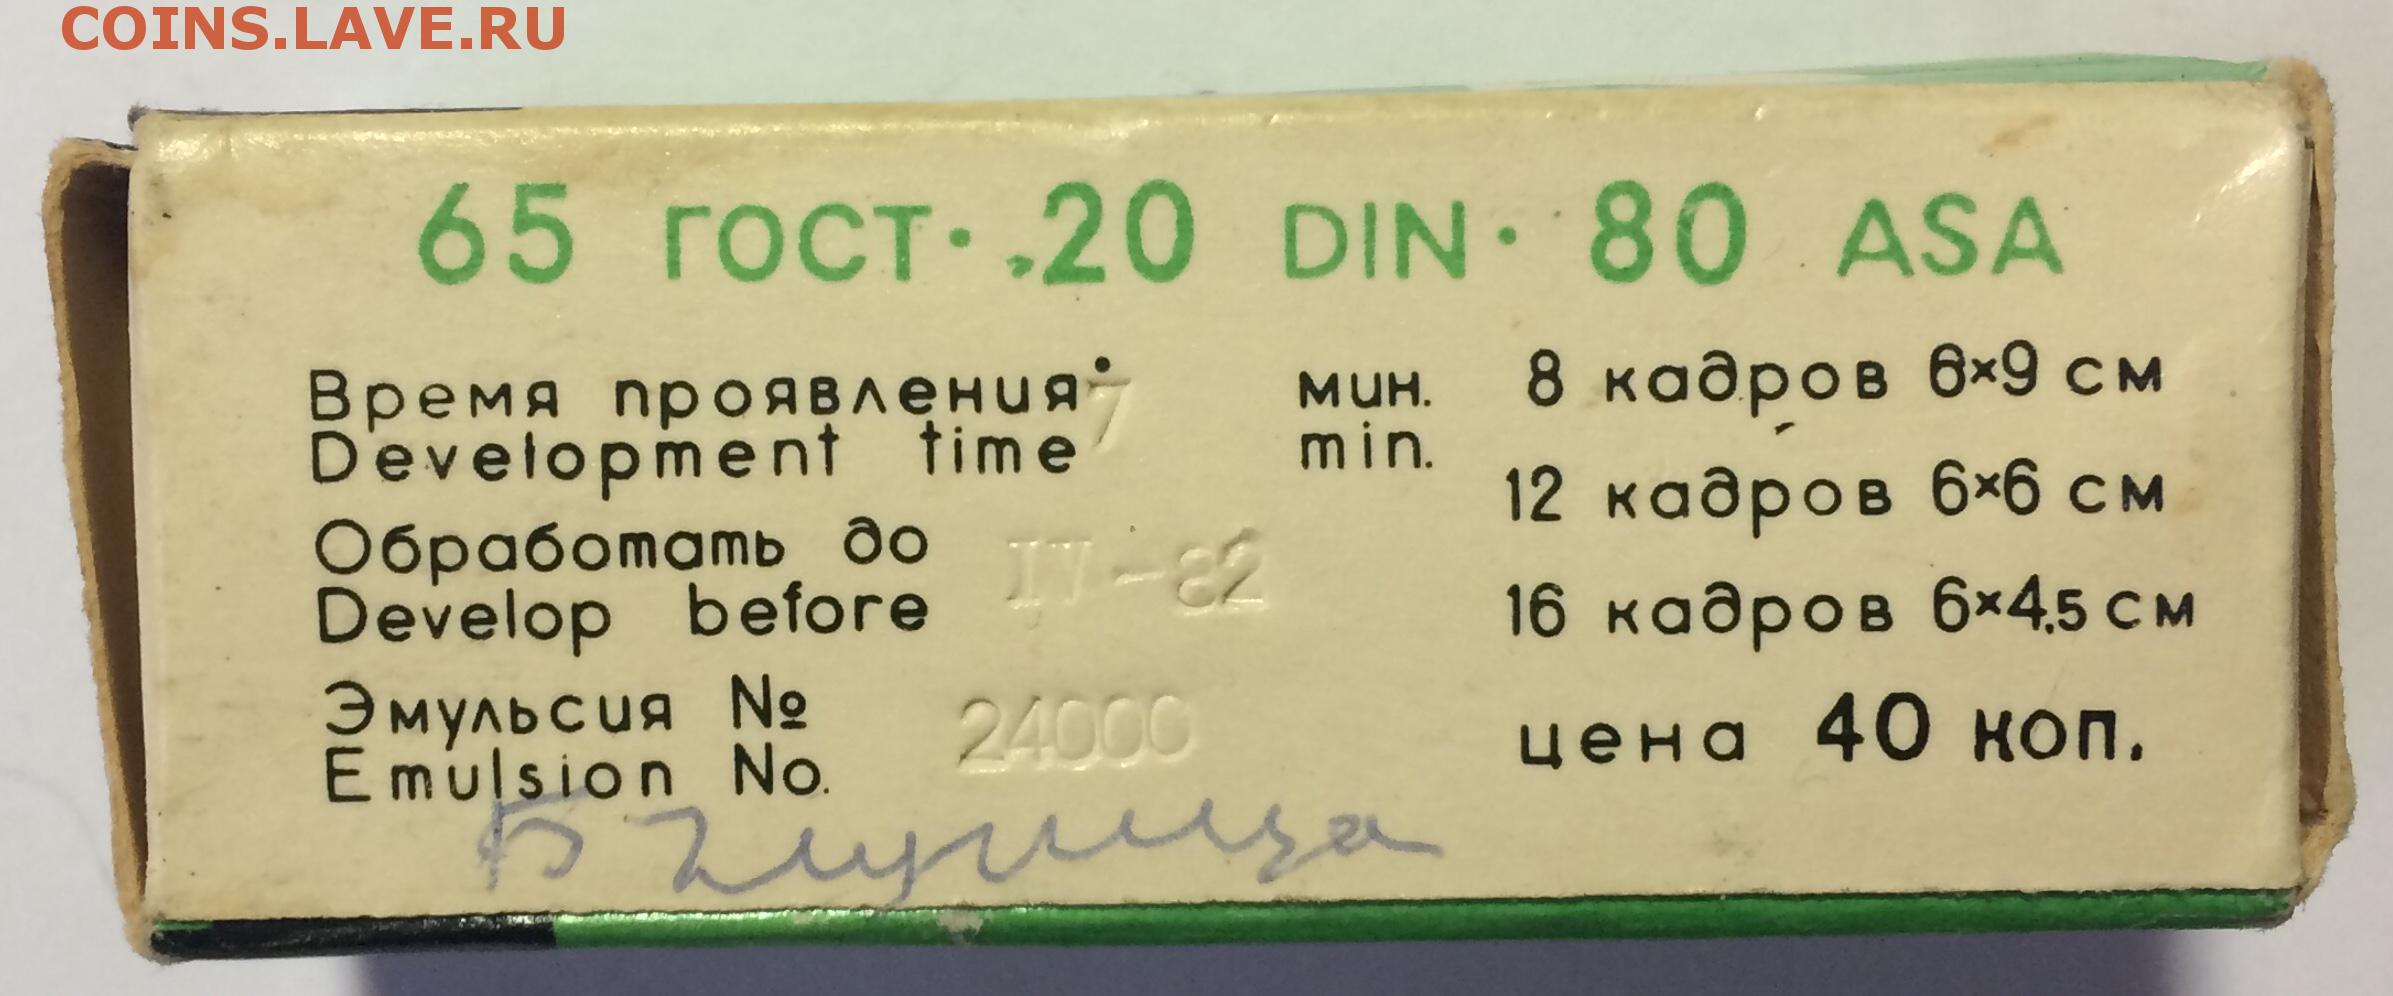 COINS.LAVE.RU
65 ГОСТ· 20 DIN· 80 ASA
Время проявления 7 мин.
Development time min.
Обработать до IV-82
Develop before
Эмульсия № 24000
Emulsion No.
8 кадров 6×9 см
12 кадров 6×6 см
16 кадров 6×4,5 см
цена 40 коп.